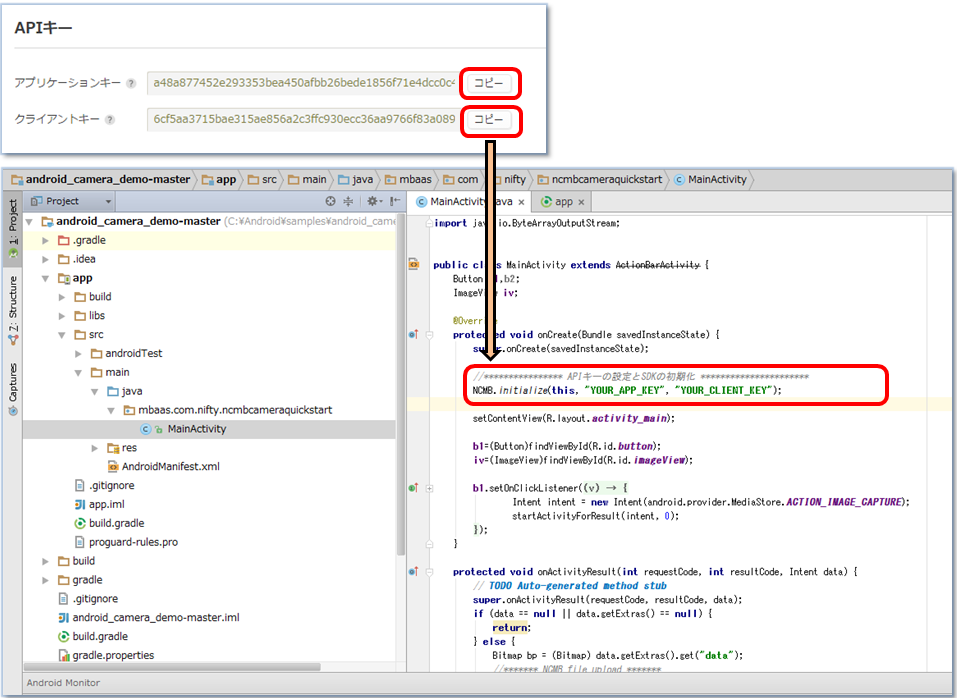 APIキー
アプリケーションキー ?
a48a877452e293353bea450afbb26bede1856f71e4dcc0c4
コピー
クライアントキー ?
6cf5aa3715bae315ae856a2c3ffc930ecc36aa9766f83a089
コピー
android_camera_demo-master app src main java mbaas com nifty ncmbcameraquickstart MainActivity
1: Project
Z: Structure
Captures
Project
android_camera_demo-master (C:¥Android¥samples¥android_came
.gradle
.idea
app
build
libs
src
androidTest
main
java
mbaas.com.nifty.ncmbcameraquickstart
MainActivity
res
AndroidManifest.xml
.gitignore
app.iml
build.gradle
proguard-rules.pro
build
gradle
.gitignore
android_camera_demo-master.iml
build.gradle
gradle.properties
app
.io.ByteArrayOutputStream;
import
public MainActivity extends ActionBarActivity {
Button ,b2;
iv;
protected void onCreate(Bundle savedInstanceState) {
.onCreate(savedInstanceState);
//**************** APIキーの設定とSDKの初期化 **********************
NCMB.initialize(this, "YOUR_APP_KEY", "YOUR_CLIENT_KEY");
setContentView(R.layout.activity_main);
b1=(Button)findViewById(R.id.button);
iv=(ImageView)findViewById(R.id.imageView);
b1.setOnClickListener((v) → {
Intent intent = new Intent(android.provider.MediaStore.ACTION_IMAGE_CAPTURE);
startActivityForResult(intent, 0);
});
}
protected void onActivityResult(int requestCode, int resultCode, Intent data) {
// TODO Auto-generated method stub
super.onActivityResult(requestCode, resultCode, data);
if (data == null || data.getExtras() == null) {
return;
} else {
Bitmap bp = (Bitmap) data.getExtras().get("data");
//******* NCMB file upload *******
Android Monitor